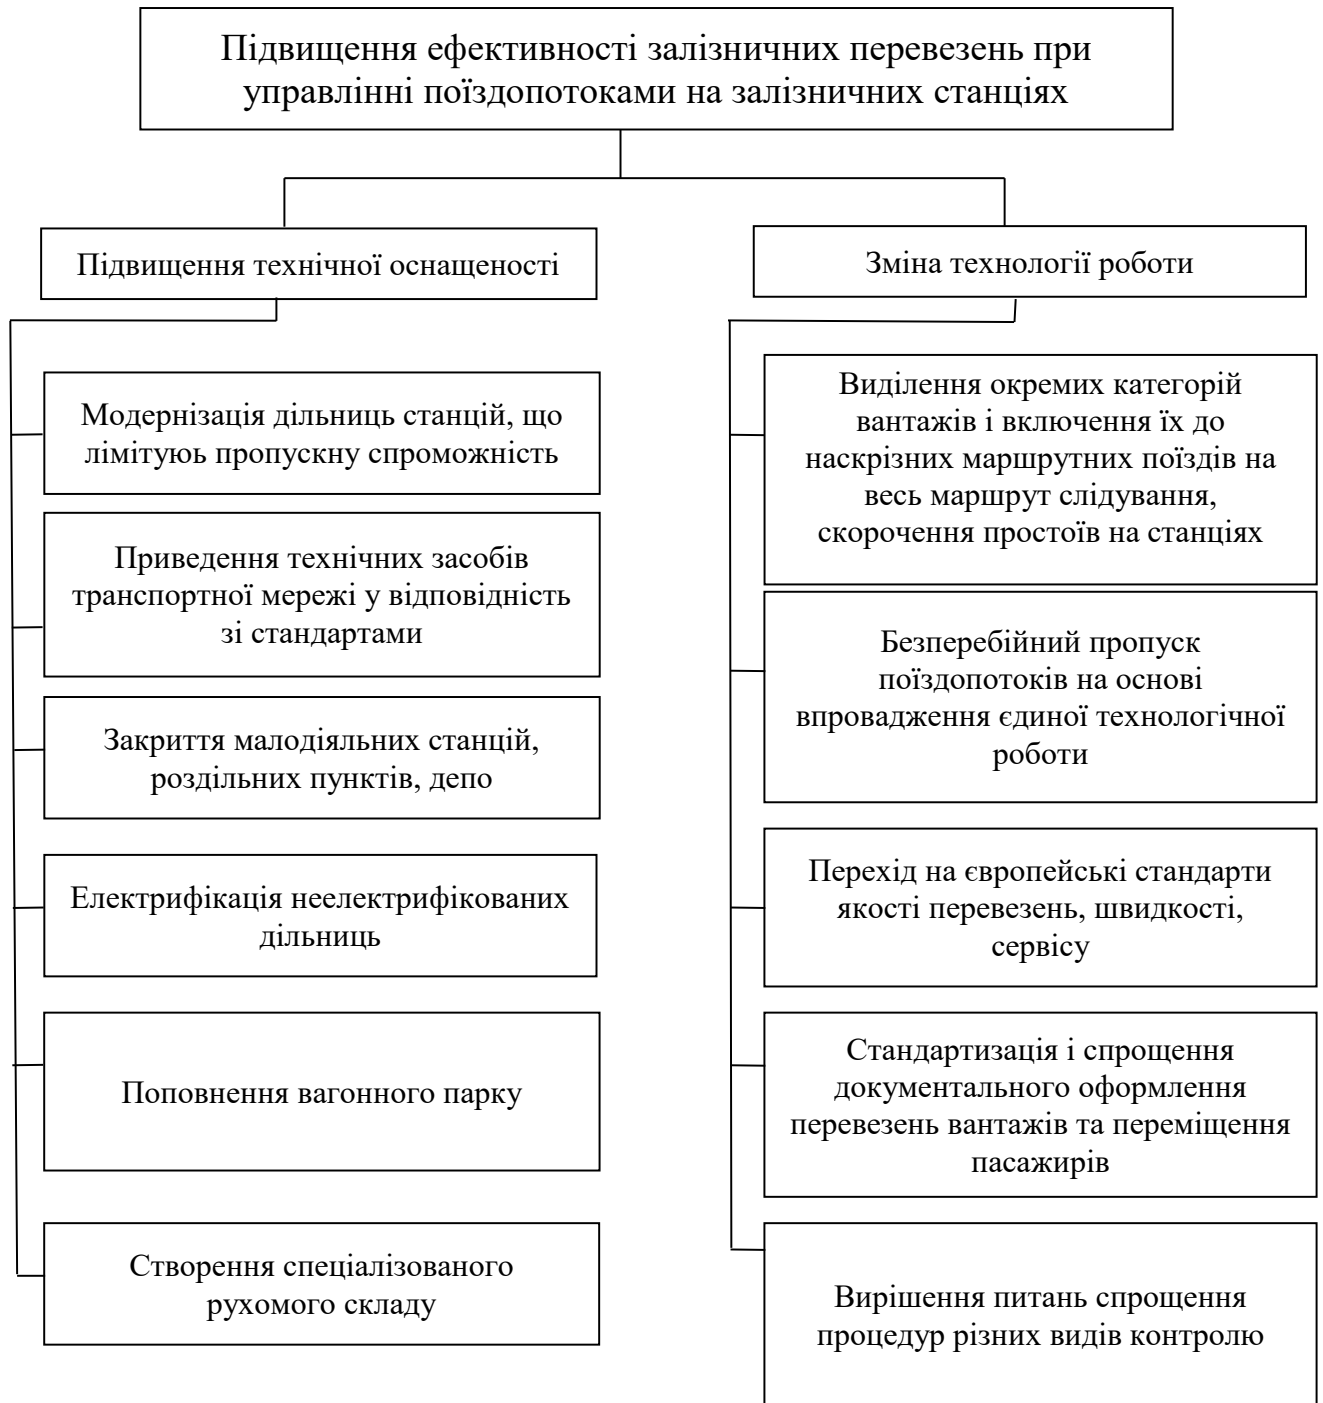 Підвищення ефективності залізничних перевезень при
управлінні поїздопотоками на залізничних станціях
Підвищення технічної оснащеності
Модернізація дільниць станцій, що
лімітуюь пропускну спроможність
Приведення технічних засобів
транспортної мережі у відповідність
зі стандартами
Закриття малодіяльних станцій,
роздільних пунктів, депо
Електрифікація неелектрифікованих
дільниць
Поповнення вагонного парку
Створення спеціалізованого
рухомого складу
Зміна технології роботи
Виділення окремих категорій
вантажів і включення їх до
наскрізних маршрутних поїздів на
весь маршрут слідування,
скорочення простоїв на станціях
Безперебійний пропуск
поїздопотоків на основі
впровадження єдиної технологічної
роботи
Перехід на європейські стандарти
якості перевезень, швидкості,
сервісу
Стандартизація і спрощення
документального оформлення
перевезень вантажів та переміщення
пасажирів
Вирішення питань спрощення
процедур різних видів контролю